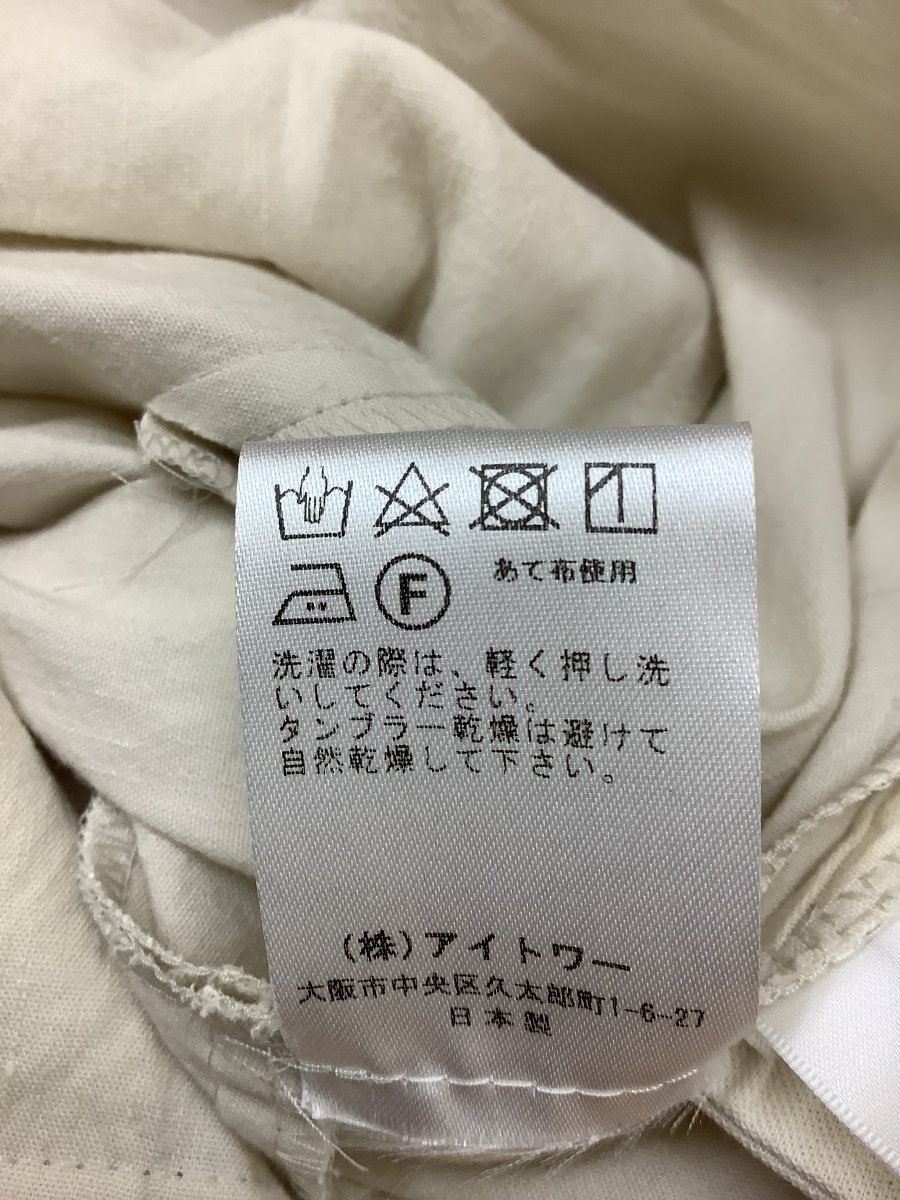 F
あて布使用
洗濯の際は、軽く押し洗
いしてください。
タンブラー乾燥は避けて
自然乾燥して下さい。
(株)アイトワー
大阪市中央区久太郎町1-6-27
日本製